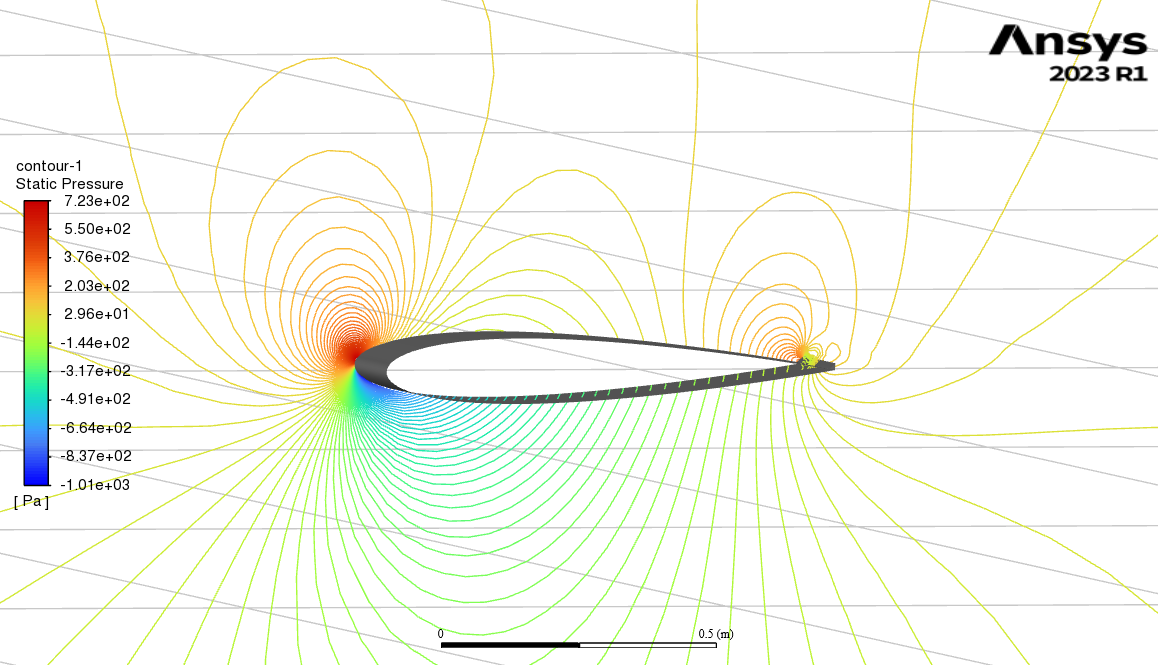 Ansys
2023 R1
contour-1
Static Pressure
7.23e+02
5.50e+02
3.76e+02
2.03e+02
2.96e+01
-1.44e+02
-3.17e+02
-4.91e+02
-6.64e+02
-8.37e+02
-1.01e+03
[ Pa ]
0 0.5 (m)